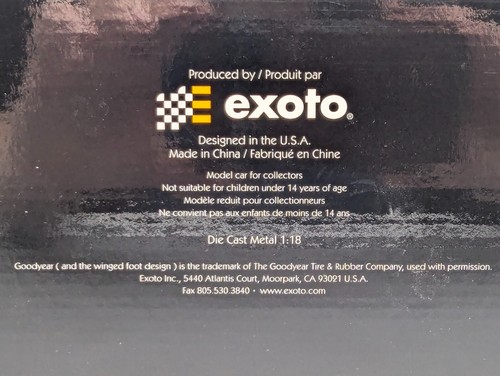 Produced by / Produit par
exoto®
Designed in the U.S.A.
Made in China / Fabriqué en Chine
Model car for collectors
Not suitable for children under 14 years of age
Modèle reduit pour collectionneurs
Ne convient pas aux enfants de moins de 14 ans
Die Cast Metal 1:18
Goodyear ( and the winged foot design ) is the trademark of The Goodyear Tire & Rubber Company, used with permission.
Exoto Inc., 5440 Atlantis Court, Moorpark, CA 93021 U.S.A.
Fax 805.530.3840 · www.exoto.com